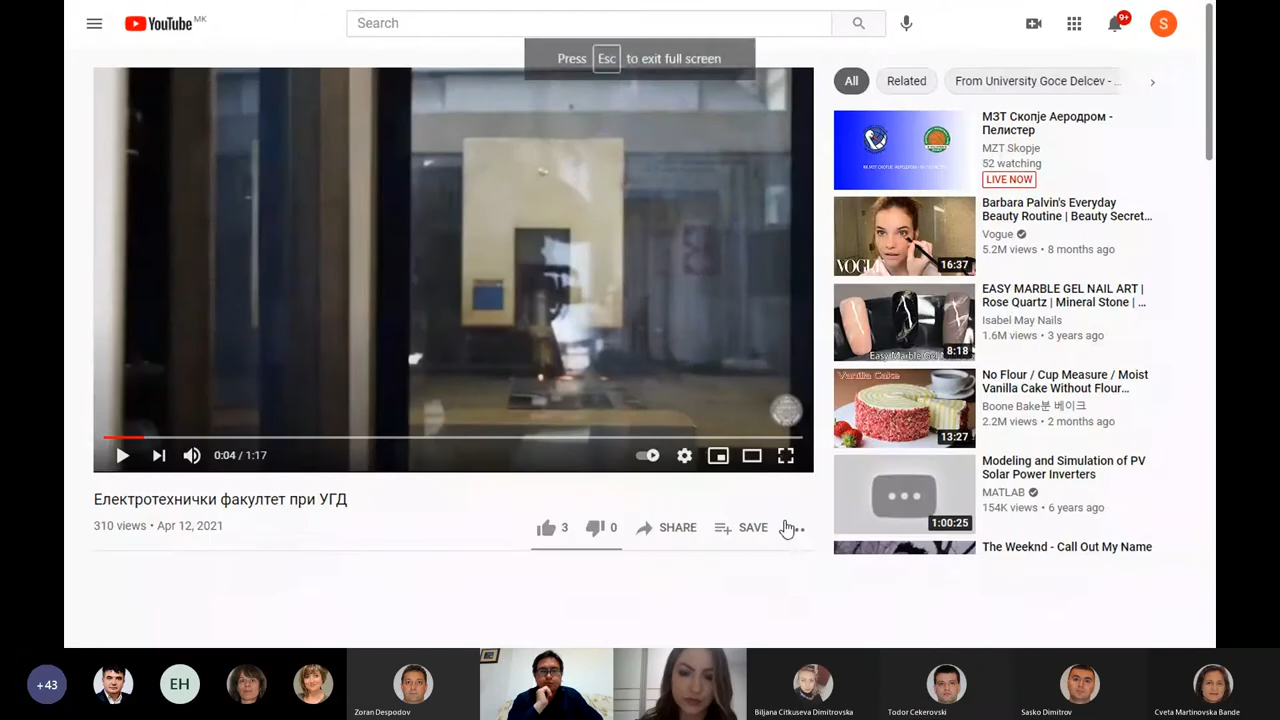 YouTube MK
Search
9+
S
Press Esc to exit full screen
All
Related
From University Goce Delcev - ...
МЗТ Скопје Аеродром -
Пелистер
MZT Skopje
52 watching
LIVE NOW
Barbara Palvin's Everyday
Beauty Routine | Beauty Secret...
Vogue
5.2M views • 8 months ago
VOGUE
16:37
EASY MARBLE GEL NAIL ART |
Rose Quartz | Mineral Stone | ...
Isabel May Nails
1.6M views • 3 years ago
Easy Marble Gel
8:18
No Flour / Cup Measure / Moist
Vanilla Cake Without Flour...
Boone Bake분 베이크
2.2M views • 2 months ago
Vanilla Cake
13:27
Modeling and Simulation of PV
Solar Power Inverters
MATLAB
154K views • 6 years ago
1:00:25
The Weeknd - Call Out My Name
0:04 / 1:17
Електротехнички факултет при УГД
310 views • Apr 12, 2021
3
0
SHARE
SAVE
+43
EH
Zoran Despodov
Biljana Citkuseva Dimitrovska
Todor Cekerovski
Sasko Dimitrov
Cveta Martinovska Bande